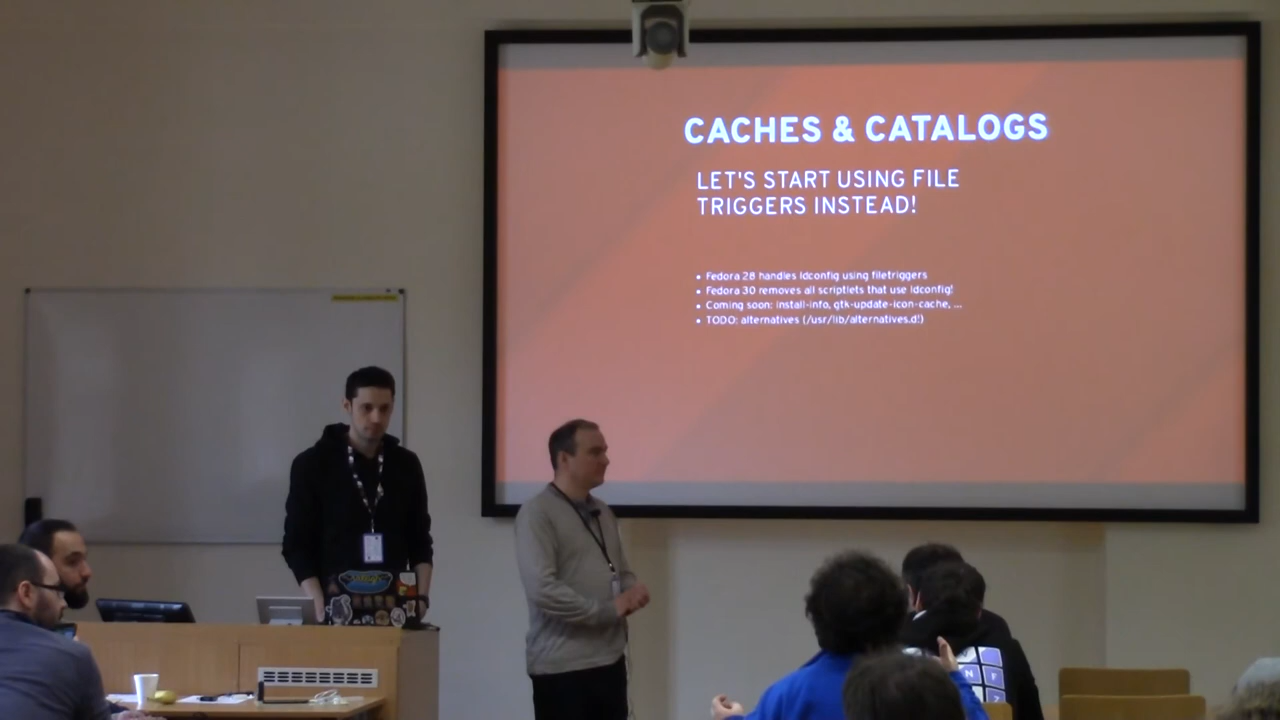 CACHES & CATALOGS
LET'S START USING FILE
TRIGGERS INSTEAD!
• Fedora 28 handles ldconfig using filetriggers
• Fedora 30 removes all scriptlets that use ldconfig!
• Coming soon: install-info, gtk-update-icon-cache, ...
• TODO: alternatives (/usr/lib/alternatives.d!)